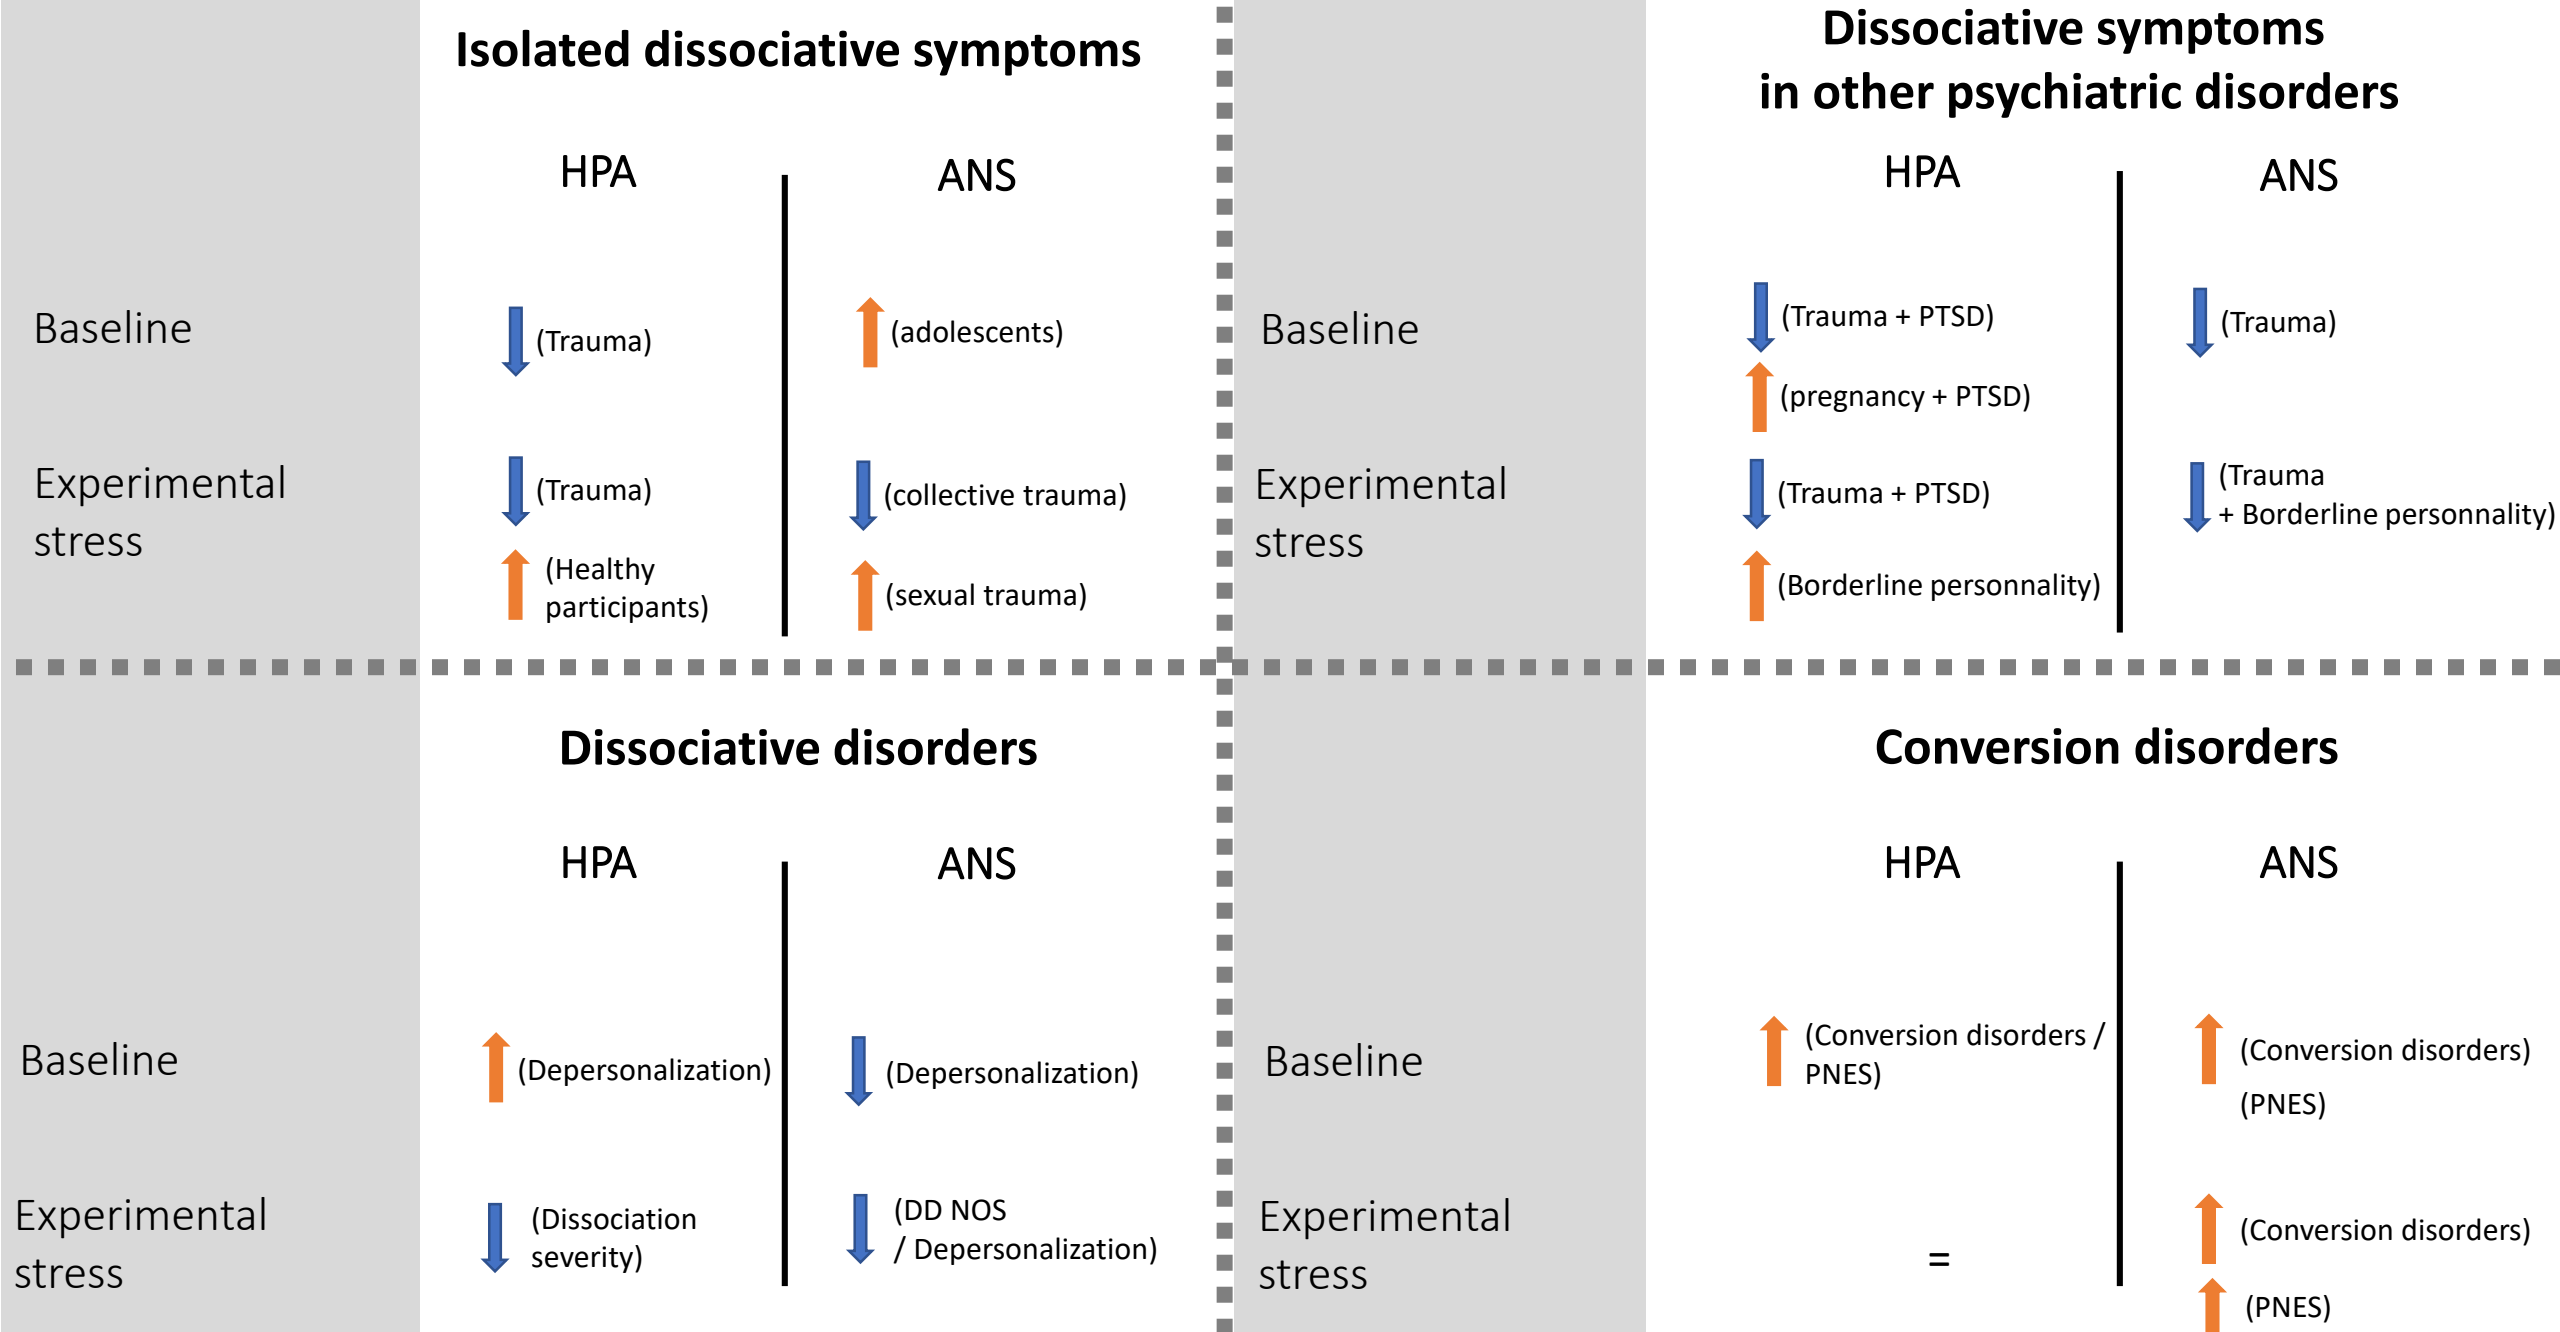 Isolated dissociative symptoms
HPA
ANS
Baseline
(Trauma)
(adolescents)
Experimental
stress
(Trauma)
(collective trauma)
(Healthy
participants)
(sexual trauma)
Dissociative symptoms
in other psychiatric disorders
HPA
ANS
Baseline
(Trauma + PTSD)
(Trauma)
(pregnancy + PTSD)
Experimental
stress
(Trauma + PTSD)
(Trauma
+ Borderline personnality)
(Borderline personnality)
Dissociative disorders
HPA
ANS
Baseline
(Depersonalization)
(Depersonalization)
Experimental
stress
(Dissociation
severity)
(DD NOS
/ Depersonalization)
Conversion disorders
HPA
ANS
Baseline
(Conversion disorders /
PNES)
(Conversion disorders)
(PNES)
Experimental
stress
=
(Conversion disorders)
(PNES)